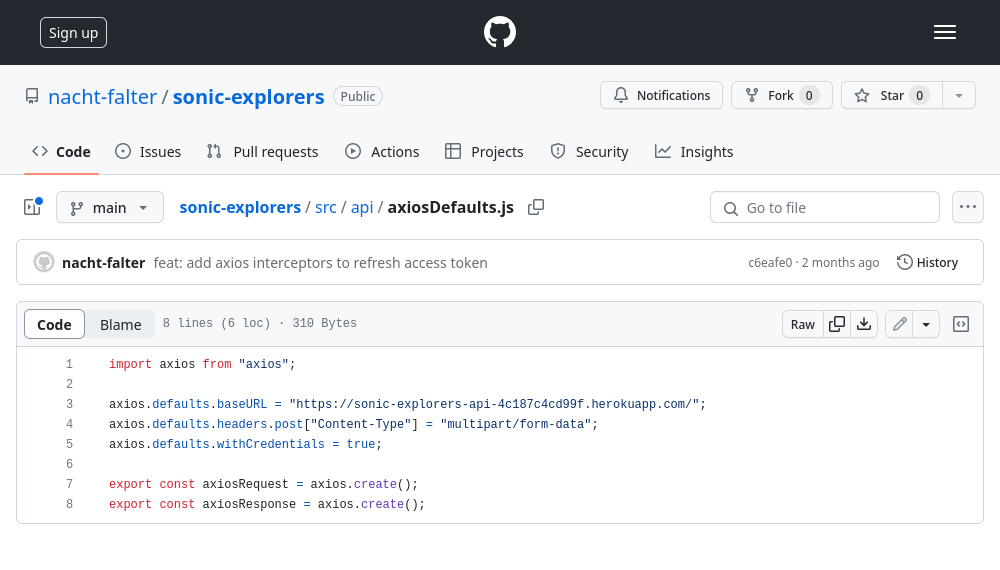 Sign up
nacht-falter / sonic-explorers Public
Notifications Fork 0 Star 0
Code Issues Pull requests Actions Projects Security Insights
main sonic-explorers / src / api / axiosDefaults.js Go to file
nacht-falter feat: add axios interceptors to refresh access token c6eafe0 · 2 months ago History
Code Blame 8 lines (6 loc) · 310 Bytes Raw
1 import axios from "axios";
2
3 axios.defaults.baseURL = "https://sonic-explorers-api-4c187c4cd99f.herokuapp.com/";
4 axios.defaults.headers.post["Content-Type"] = "multipart/form-data";
5 axios.defaults.withCredentials = true;
6
7 export const axiosRequest = axios.create();
8 export const axiosResponse = axios.create();